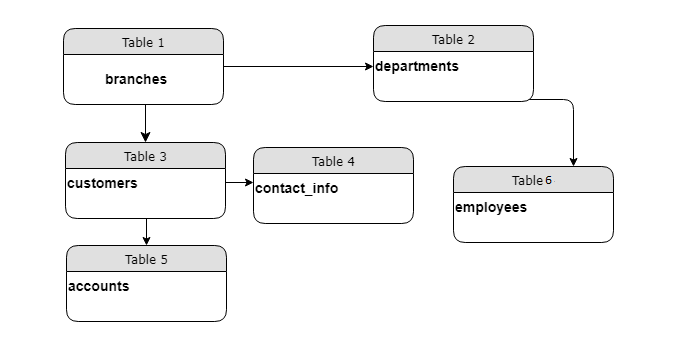 Table 1
branches
Table 2
departments
Table 3
customers
Table 4
contact_info
Table 6
employees
Table 5
accounts